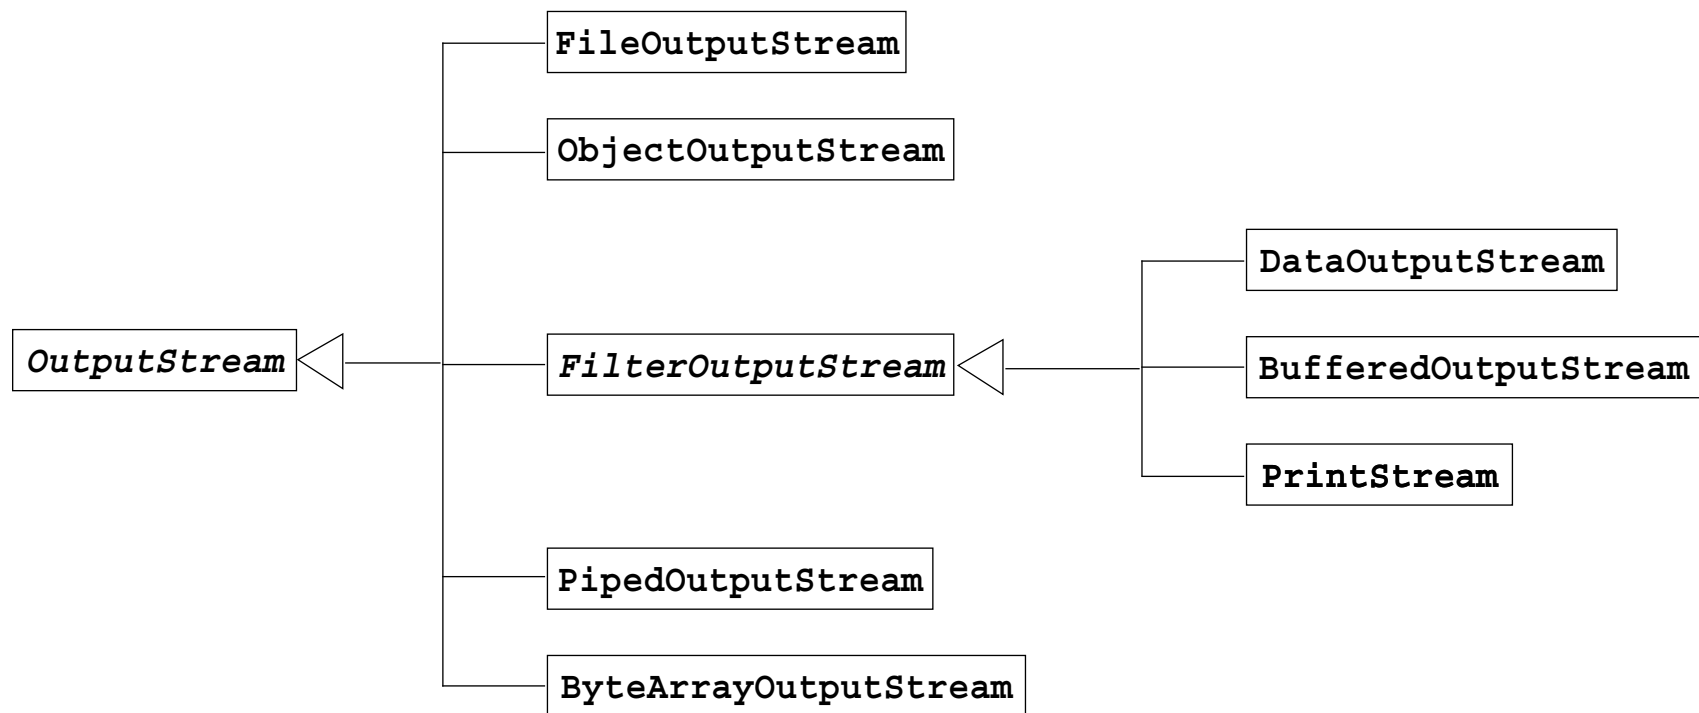 FileOutputStream
ObjectOutputStream
DataOutputStream
OutputStream
FilterOutputStream
BufferedOutputStream
PrintStream
PipedOutputStream
ByteArrayOutputStream